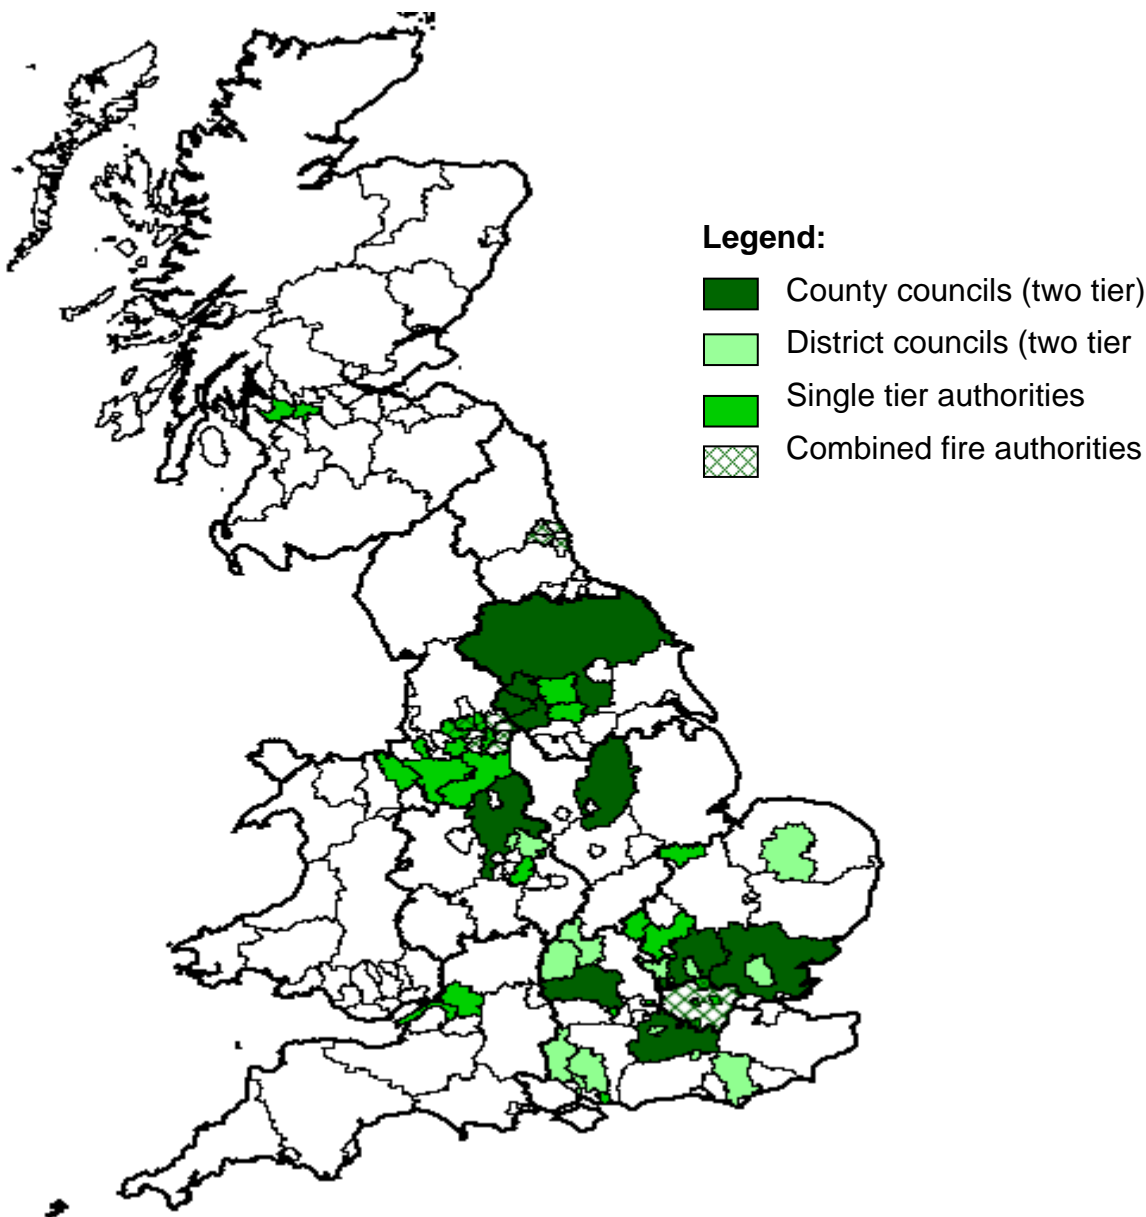 Legend:
County councils (two tier)
District councils (two tier
Single tier authorities
Combined fire authorities